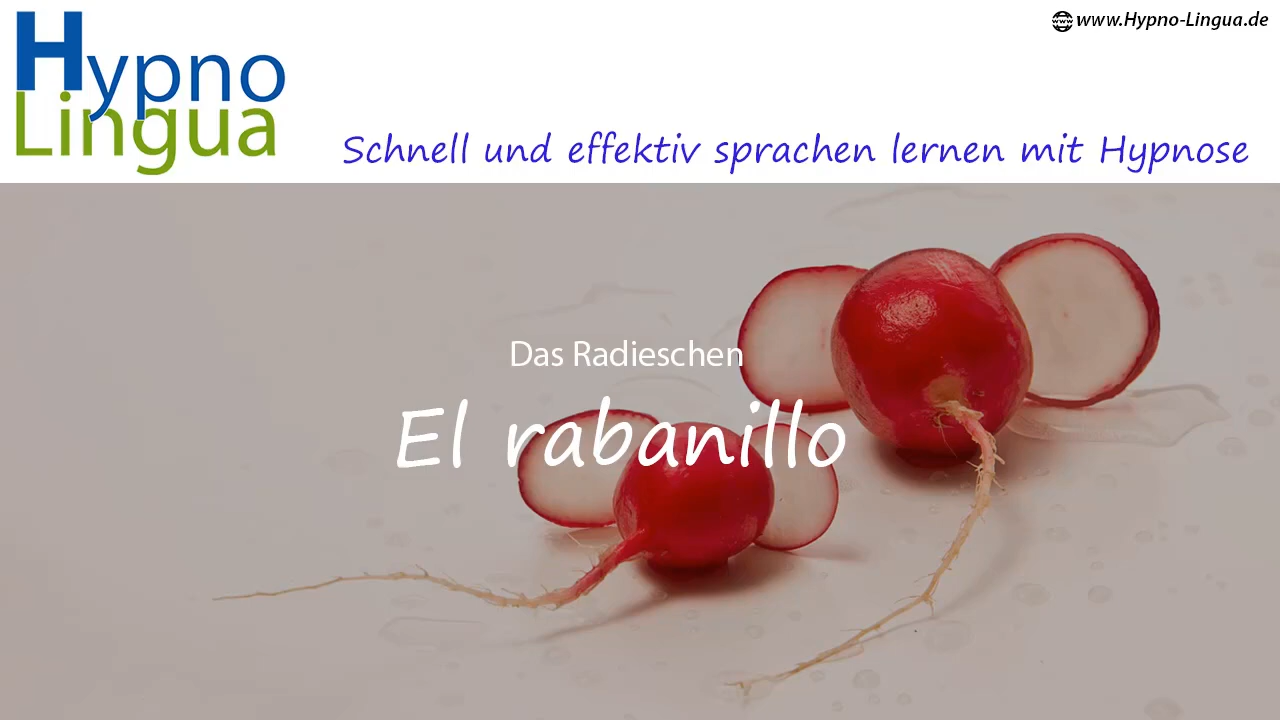 www.Hypno-Lingua.de
Hypno
Lingua
Schnell und effektiv sprachen lernen mit Hypnose
Das Radieschen
El rabanillo